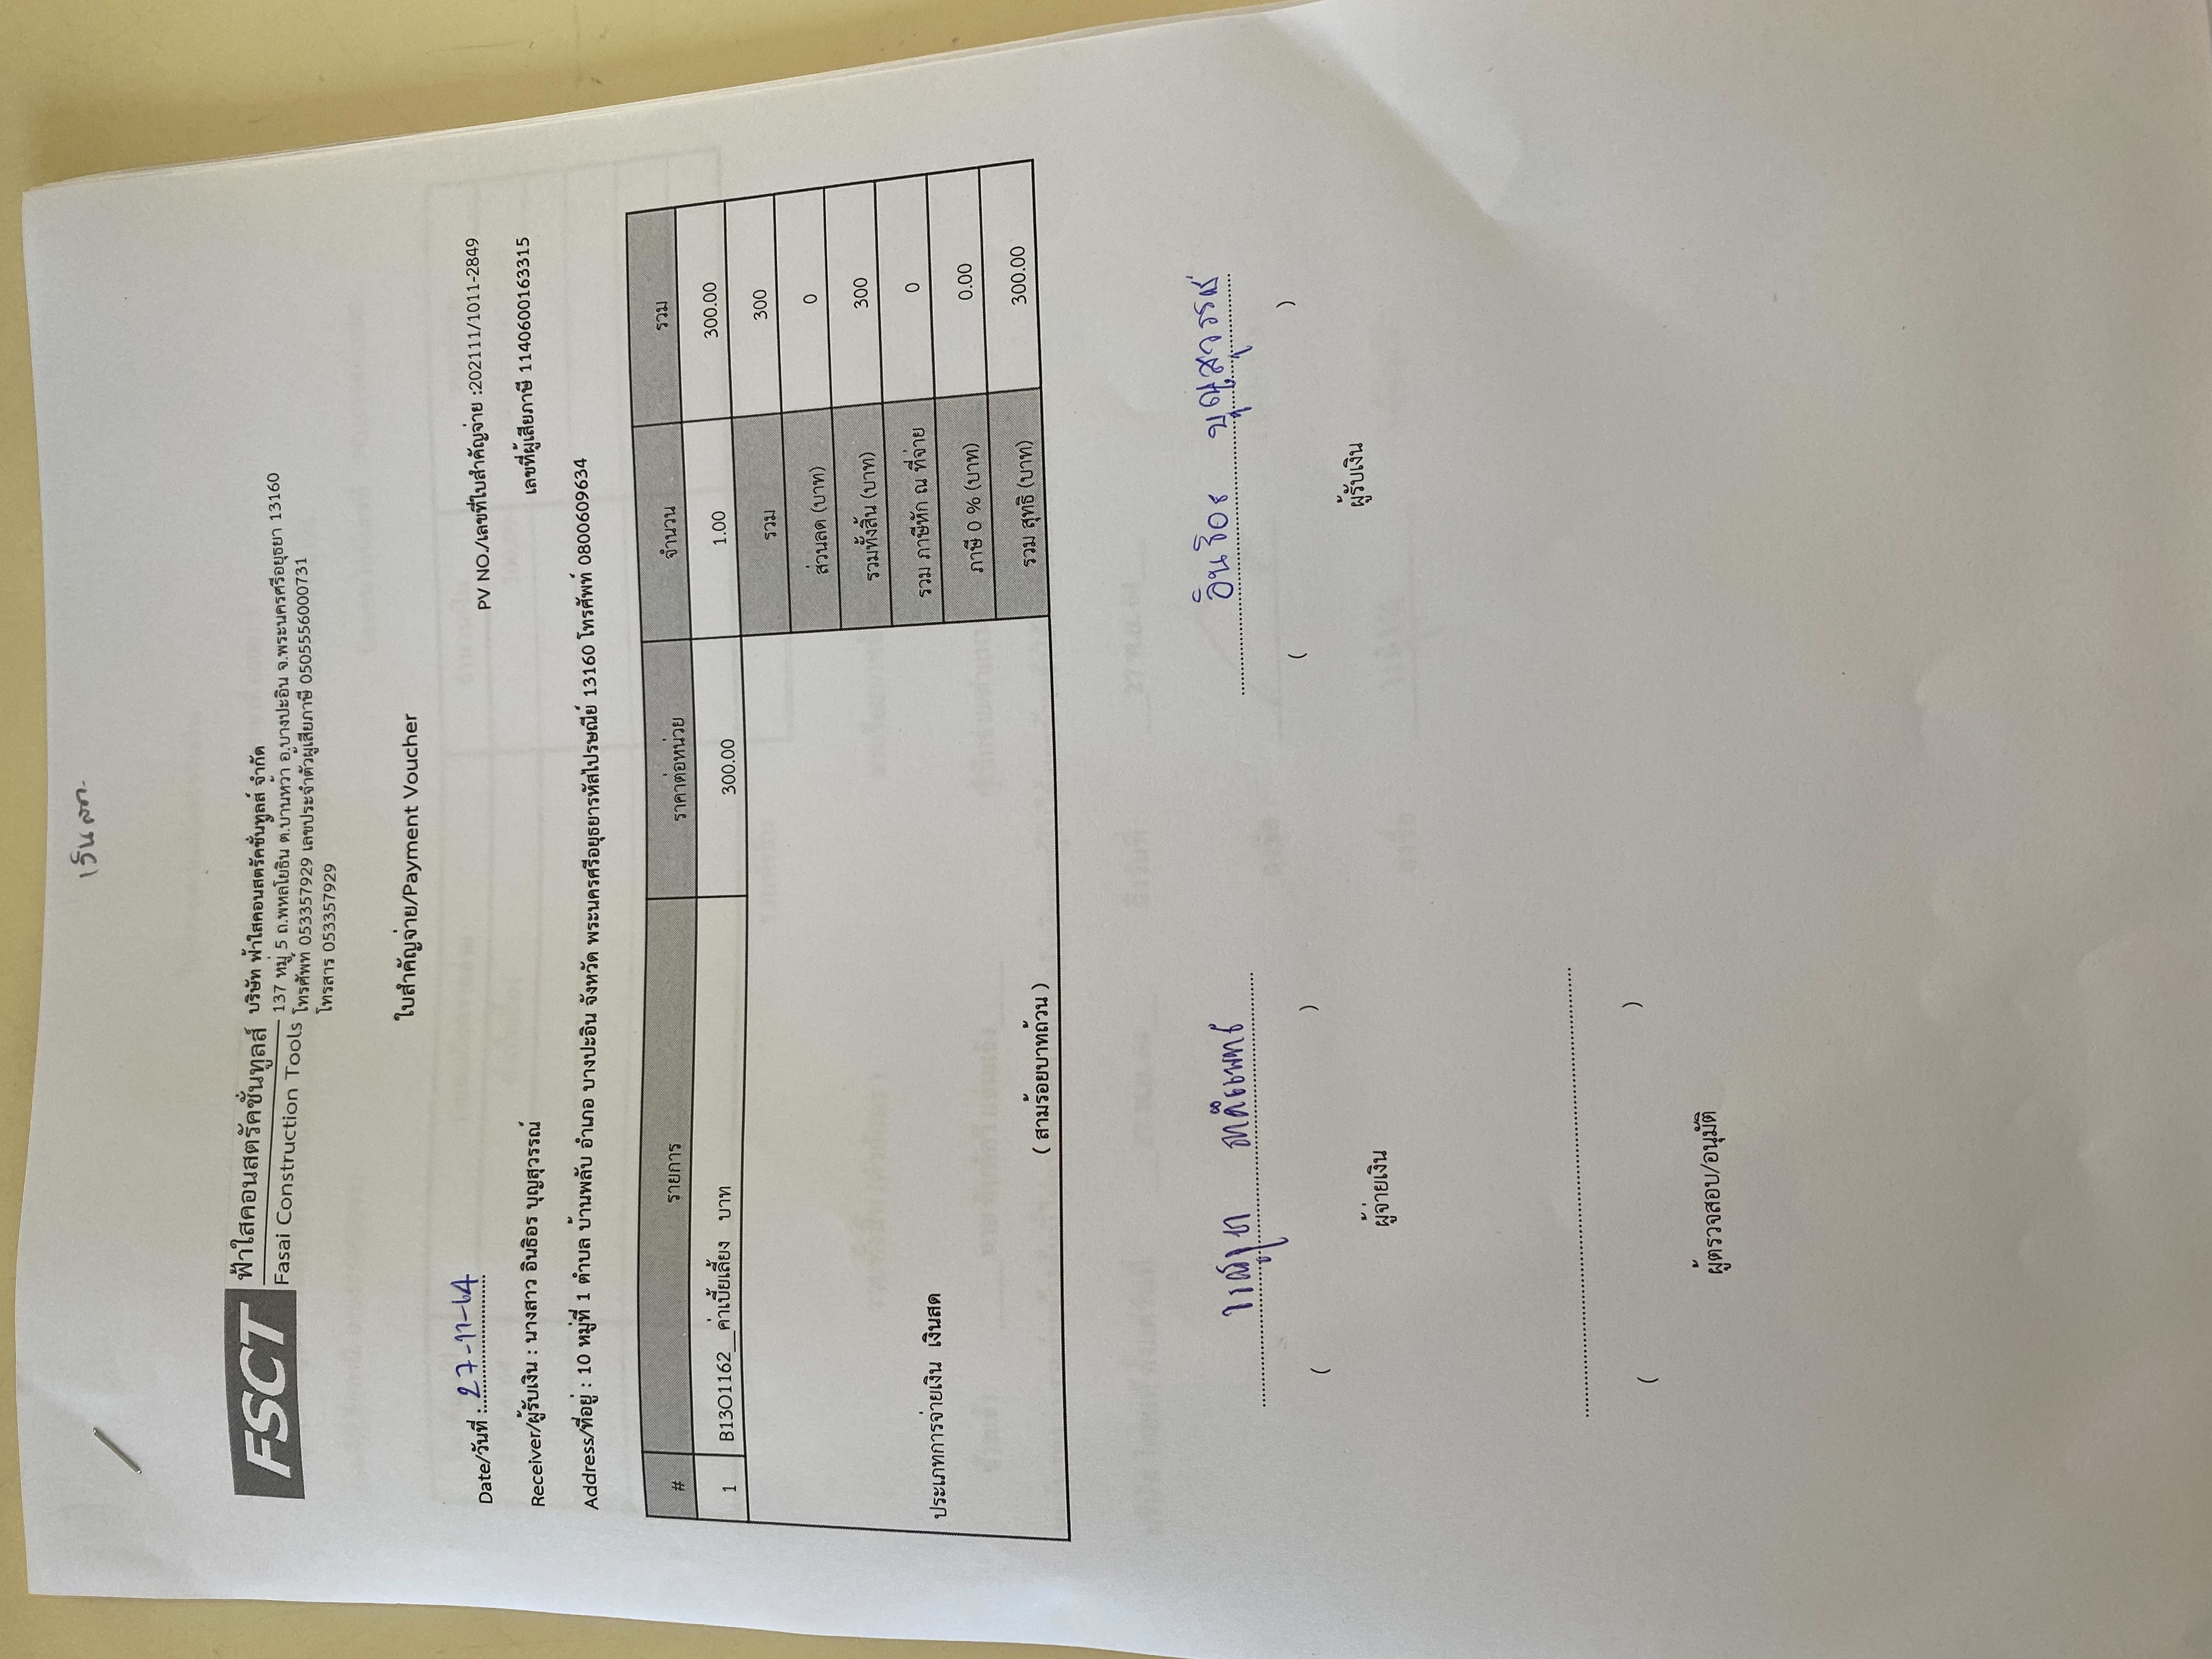 เงินสด
FSCT
ฟ้าใสคอนสตรัคชั่นทูลส์
Fasai Construction Tools
บริษัท ฟ้าใสคอนสตรัคชั่นทูลส์ จำกัด
137 หมู่ 5 ถ.พหลโยธิน ต.บ้านหว้า อ.บางปะอิน จ.พระนครศรีอยุธยา 13160
โทรศัพท์ 053357929 เลขประจำตัวผู้เสียภาษี 0505556000731
โทรสาร 053357929
ใบสำคัญจ่าย/Payment Voucher
Date/วันที่ : 27-11-64
PV NO./เลขที่ใบสำคัญจ่าย :202111/1011-2849
Receiver/ผู้รับเงิน : นางสาว อินธิอร บุญสุวรรณ์
เลขที่ผู้เสียภาษี 1140600163315
Address/ที่อยู่ : 10 หมู่ที่ 1 ตำบล บ้านพลับ อำเภอ บางปะอิน จังหวัด พระนครศรีอยุธยารหัสไปรษณีย์ 13160 โทรศัพท์ 0800609634
# รายการ ราคาต่อหน่วย จำนวน รวม
1 B13O1162__ค่าเบี้ยเลี้ยง บาท 300.00 1.00 300.00
รวม 300
ส่วนลด (บาท) 0
รวมทั้งสิ้น (บาท) 300
รวม ภาษีหัก ณ ที่จ่าย 0
ประเภทการจ่ายเงิน เงินสด
ภาษี 0 % (บาท) 0.00
( สามร้อยบาทถ้วน ) รวม สุทธิ (บาท) 300.00
อินธิอร บุญสุวรรณ์
( )
( )
ผู้จ่ายเงิน
ผู้รับเงิน
( )
ผู้ตรวจสอบ/อนุมัติ